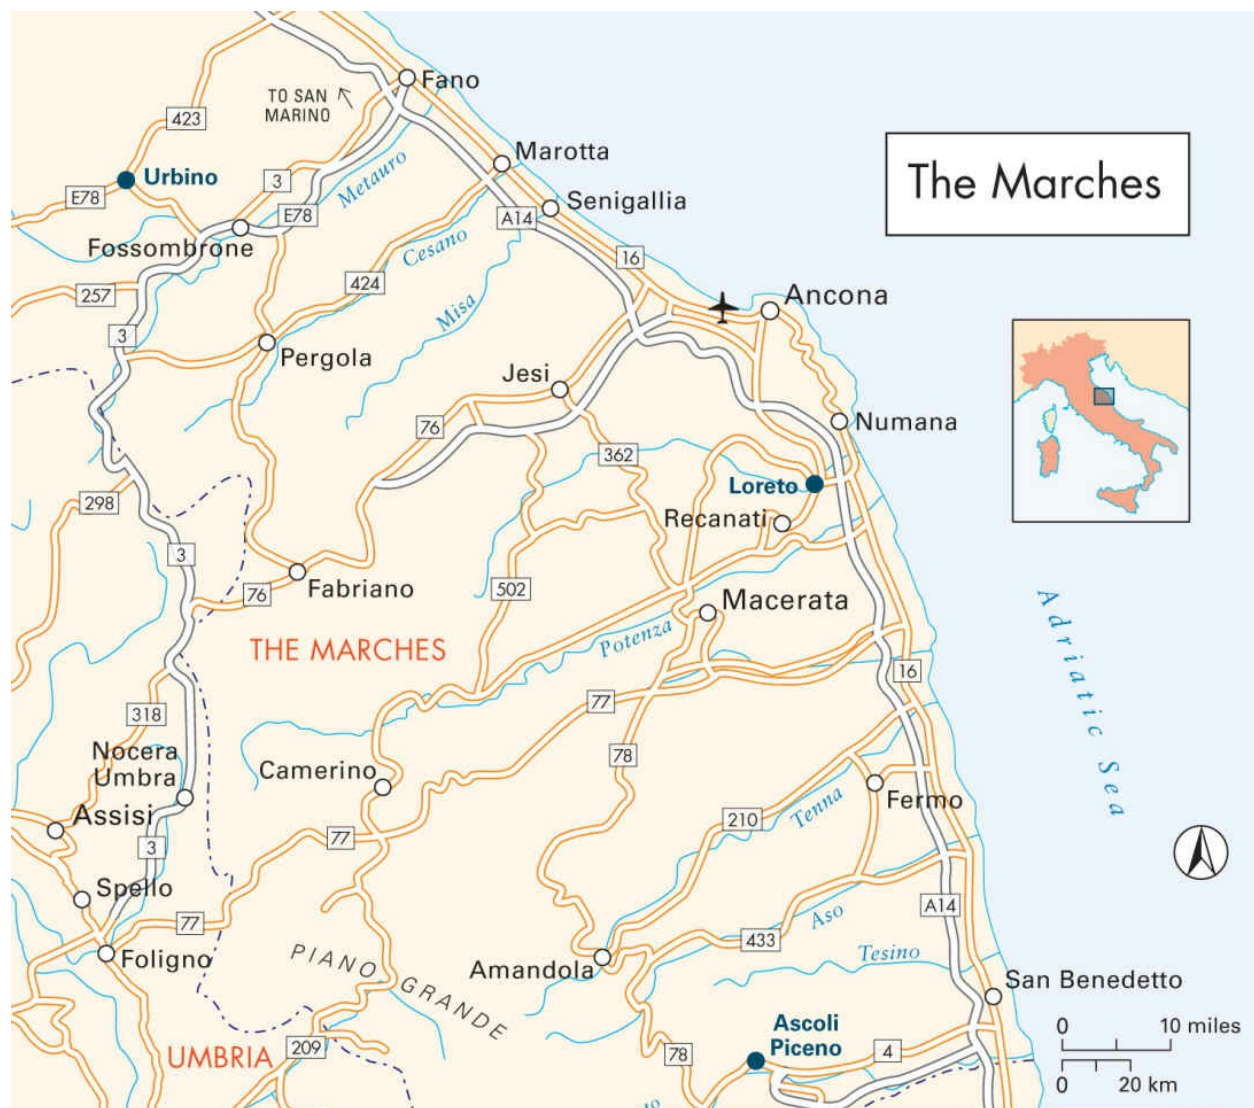 Fano
TO SAN
MARINO
423
Marotta
Urbino
3
Metauro
The Marches
E78
E78
Senigallia
A14
Fossombrone
Cesano
16
424
257
Misa
Ancona
3
Pergola
Jesi
76
Numana
362
Loreto
298
Recanati
3
Fabriano
76
502
Macerata
THE MARCHES
Potenza
Adriatic Sea
16
77
318
78
Nocera
Umbra
Camerino
Fermo
Assisi
210
Tenna
77
3
Spello
A14
77
Aso
433
Foligno
PIANO GRANDE
Amandola
Tesino
San Benedetto
Ascoli
Piceno
0 10 miles
209
78
4
UMBRIA
0 20 km